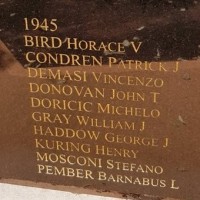 1945
BIRD HORACE V
CONDREN PATRICK J
DEMASI VINCENZO
DONOVAN JOHN T
DORICIC MICHELO
GRAY WILLIAM J
HADDOW GEORGE J
KURING HENRY
MOSCONI STEFANO
PEMBER BARNABUS L